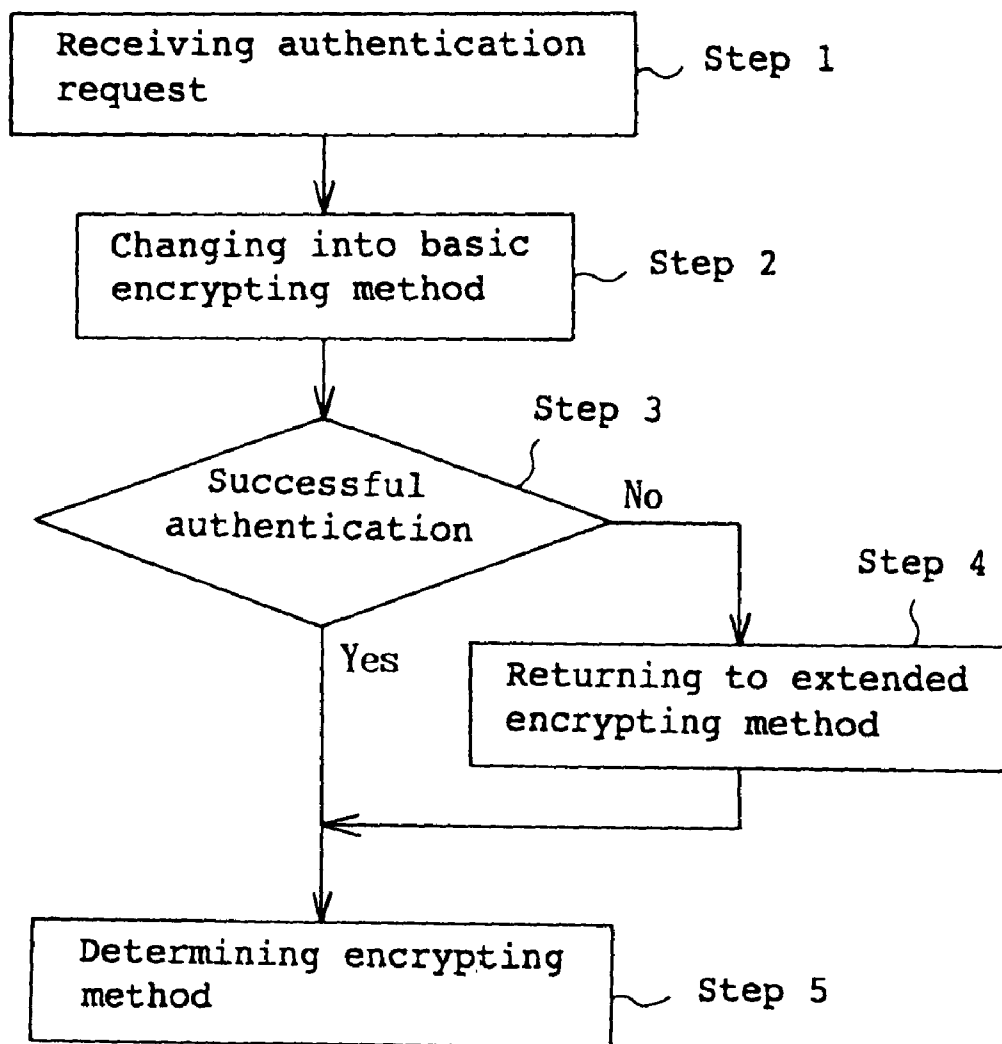 Receiving authentication
request
Step 1
Changing into basic
encrypting method
Step 2
Step 3
Successful
authentication
No
Step 4
Yes
Returning to extended
encrypting method
Determining encrypting
method
Step 5